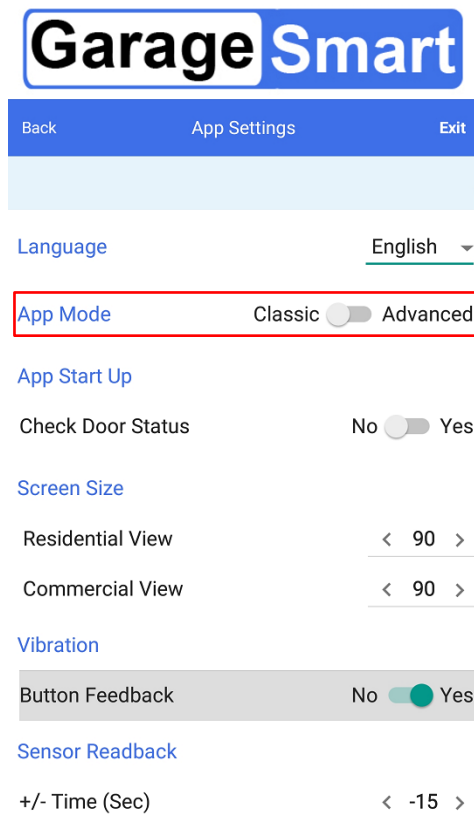 Garage Smart
Back App Settings Exit
Language English
App Mode Classic Advanced
App Start Up
Check Door Status No Yes
Screen Size
Residential View < 90 >
Commercial View < 90 >
Vibration
Button Feedback No Yes
Sensor Readback
+/- Time (Sec) < -15 >